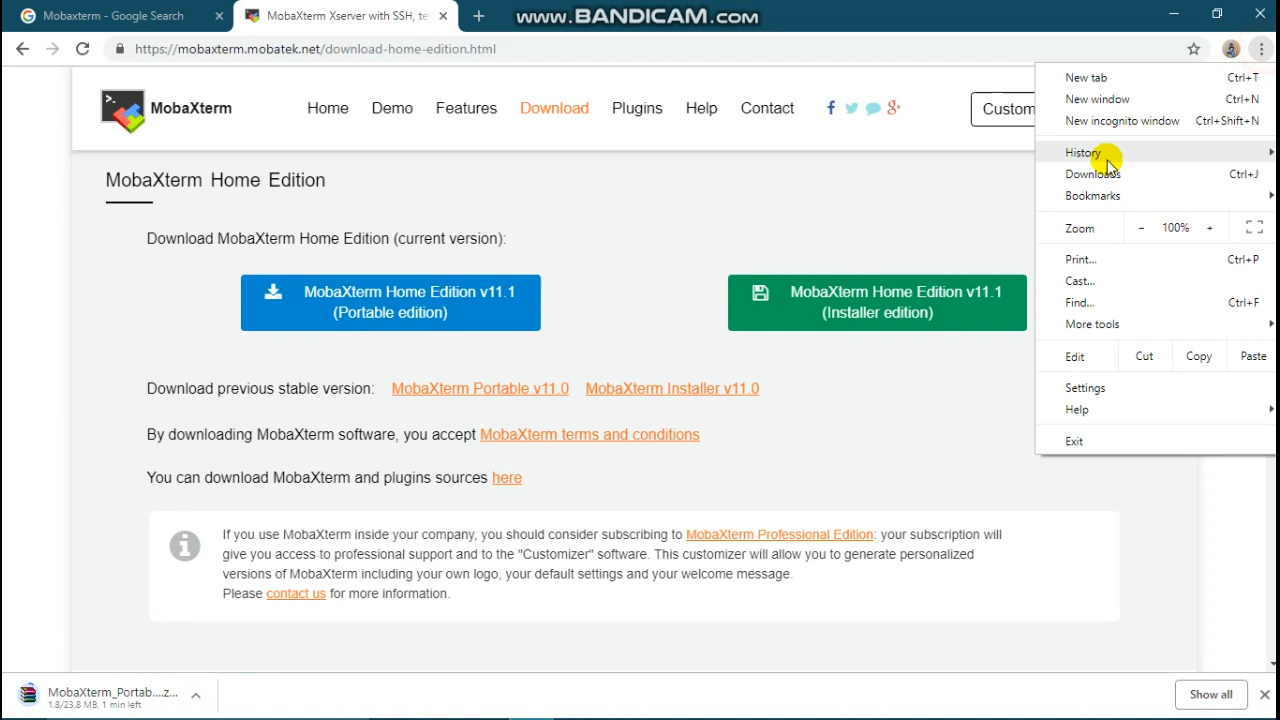 Mobaxterm - Google Search
MobaXterm Xserver with SSH, te
www.BANDICAM.com
https://mobaxterm.mobatek.net/download-home-edition.html
MobaXterm
Home
Demo
Features
Download
Plugins
Help
Contact
Custom
New tab Ctrl+T
New window Ctrl+N
New incognito window Ctrl+Shift+N
History
Downloads Ctrl+J
Bookmarks
Zoom - 100% +
Print... Ctrl+P
Cast...
Find... Ctrl+F
More tools
Edit Cut Copy Paste
Settings
Help
Exit
MobaXterm Home Edition
Download MobaXterm Home Edition (current version):
MobaXterm Home Edition v11.1
(Portable edition)
MobaXterm Home Edition v11.1
(Installer edition)
Download previous stable version: MobaXterm Portable v11.0 MobaXterm Installer v11.0
By downloading MobaXterm software, you accept MobaXterm terms and conditions
You can download MobaXterm and plugins sources here
If you use MobaXterm inside your company, you should consider subscribing to MobaXterm Professional Edition: your subscription will
give you access to professional support and to the "Customizer" software. This customizer will allow you to generate personalized
versions of MobaXterm including your own logo, your default settings and your welcome message.
Please contact us for more information.
MobaXterm_Portab....z...
1.8/23.8 MB, 1 min left
Show all